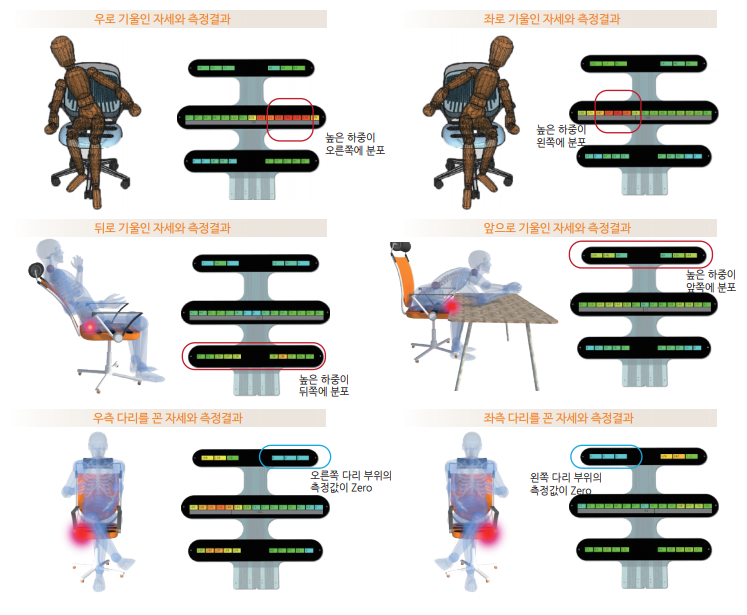 우로 기울인 자세와 측정결과
좌로 기울인 자세와 측정결과
높은 하중이
오른쪽에 분포
높은 하중이
왼쪽에 분포
뒤로 기울인 자세와 측정결과
앞으로 기울인 자세와 측정결과
높은 하중이
뒤쪽에 분포
높은 하중이
앞쪽에 분포
우측 다리를 꼰 자세와 측정결과
좌측 다리를 꼰 자세와 측정결과
오른쪽 다리 부위의
측정값이 Zero
왼쪽 다리 부위의
측정값이 Zero